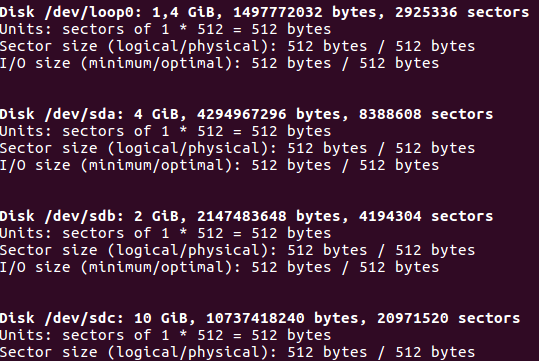 Disk /dev/loop0: 1,4 GiB, 1497772032 bytes, 2925336 sectors
Units: sectors of 1 * 512 = 512 bytes
Sector size (logical/physical): 512 bytes / 512 bytes
I/O size (minimum/optimal): 512 bytes / 512 bytes
Disk /dev/sda: 4 GiB, 4294967296 bytes, 8388608 sectors
Units: sectors of 1 * 512 = 512 bytes
Sector size (logical/physical): 512 bytes / 512 bytes
I/O size (minimum/optimal): 512 bytes / 512 bytes
Disk /dev/sdb: 2 GiB, 2147483648 bytes, 4194304 sectors
Units: sectors of 1 * 512 = 512 bytes
Sector size (logical/physical): 512 bytes / 512 bytes
I/O size (minimum/optimal): 512 bytes / 512 bytes
Disk /dev/sdc: 10 GiB, 10737418240 bytes, 20971520 sectors
Units: sectors of 1 * 512 = 512 bytes
Sector size (logical/physical): 512 bytes / 512 bytes